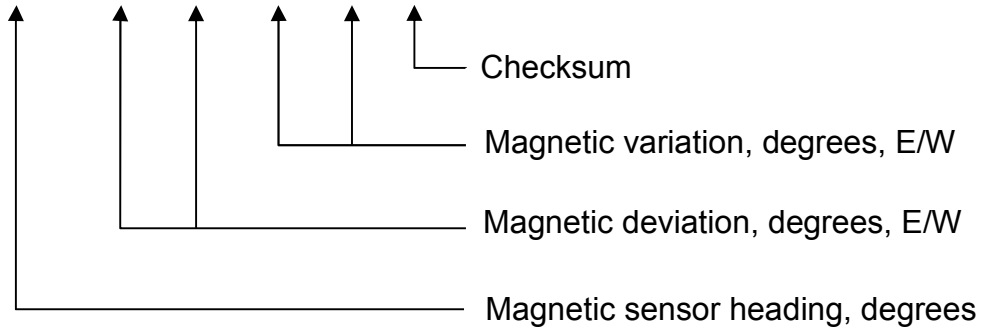 Checksum
Magnetic variation, degrees, E/W
Magnetic deviation, degrees, E/W
Magnetic sensor heading, degrees